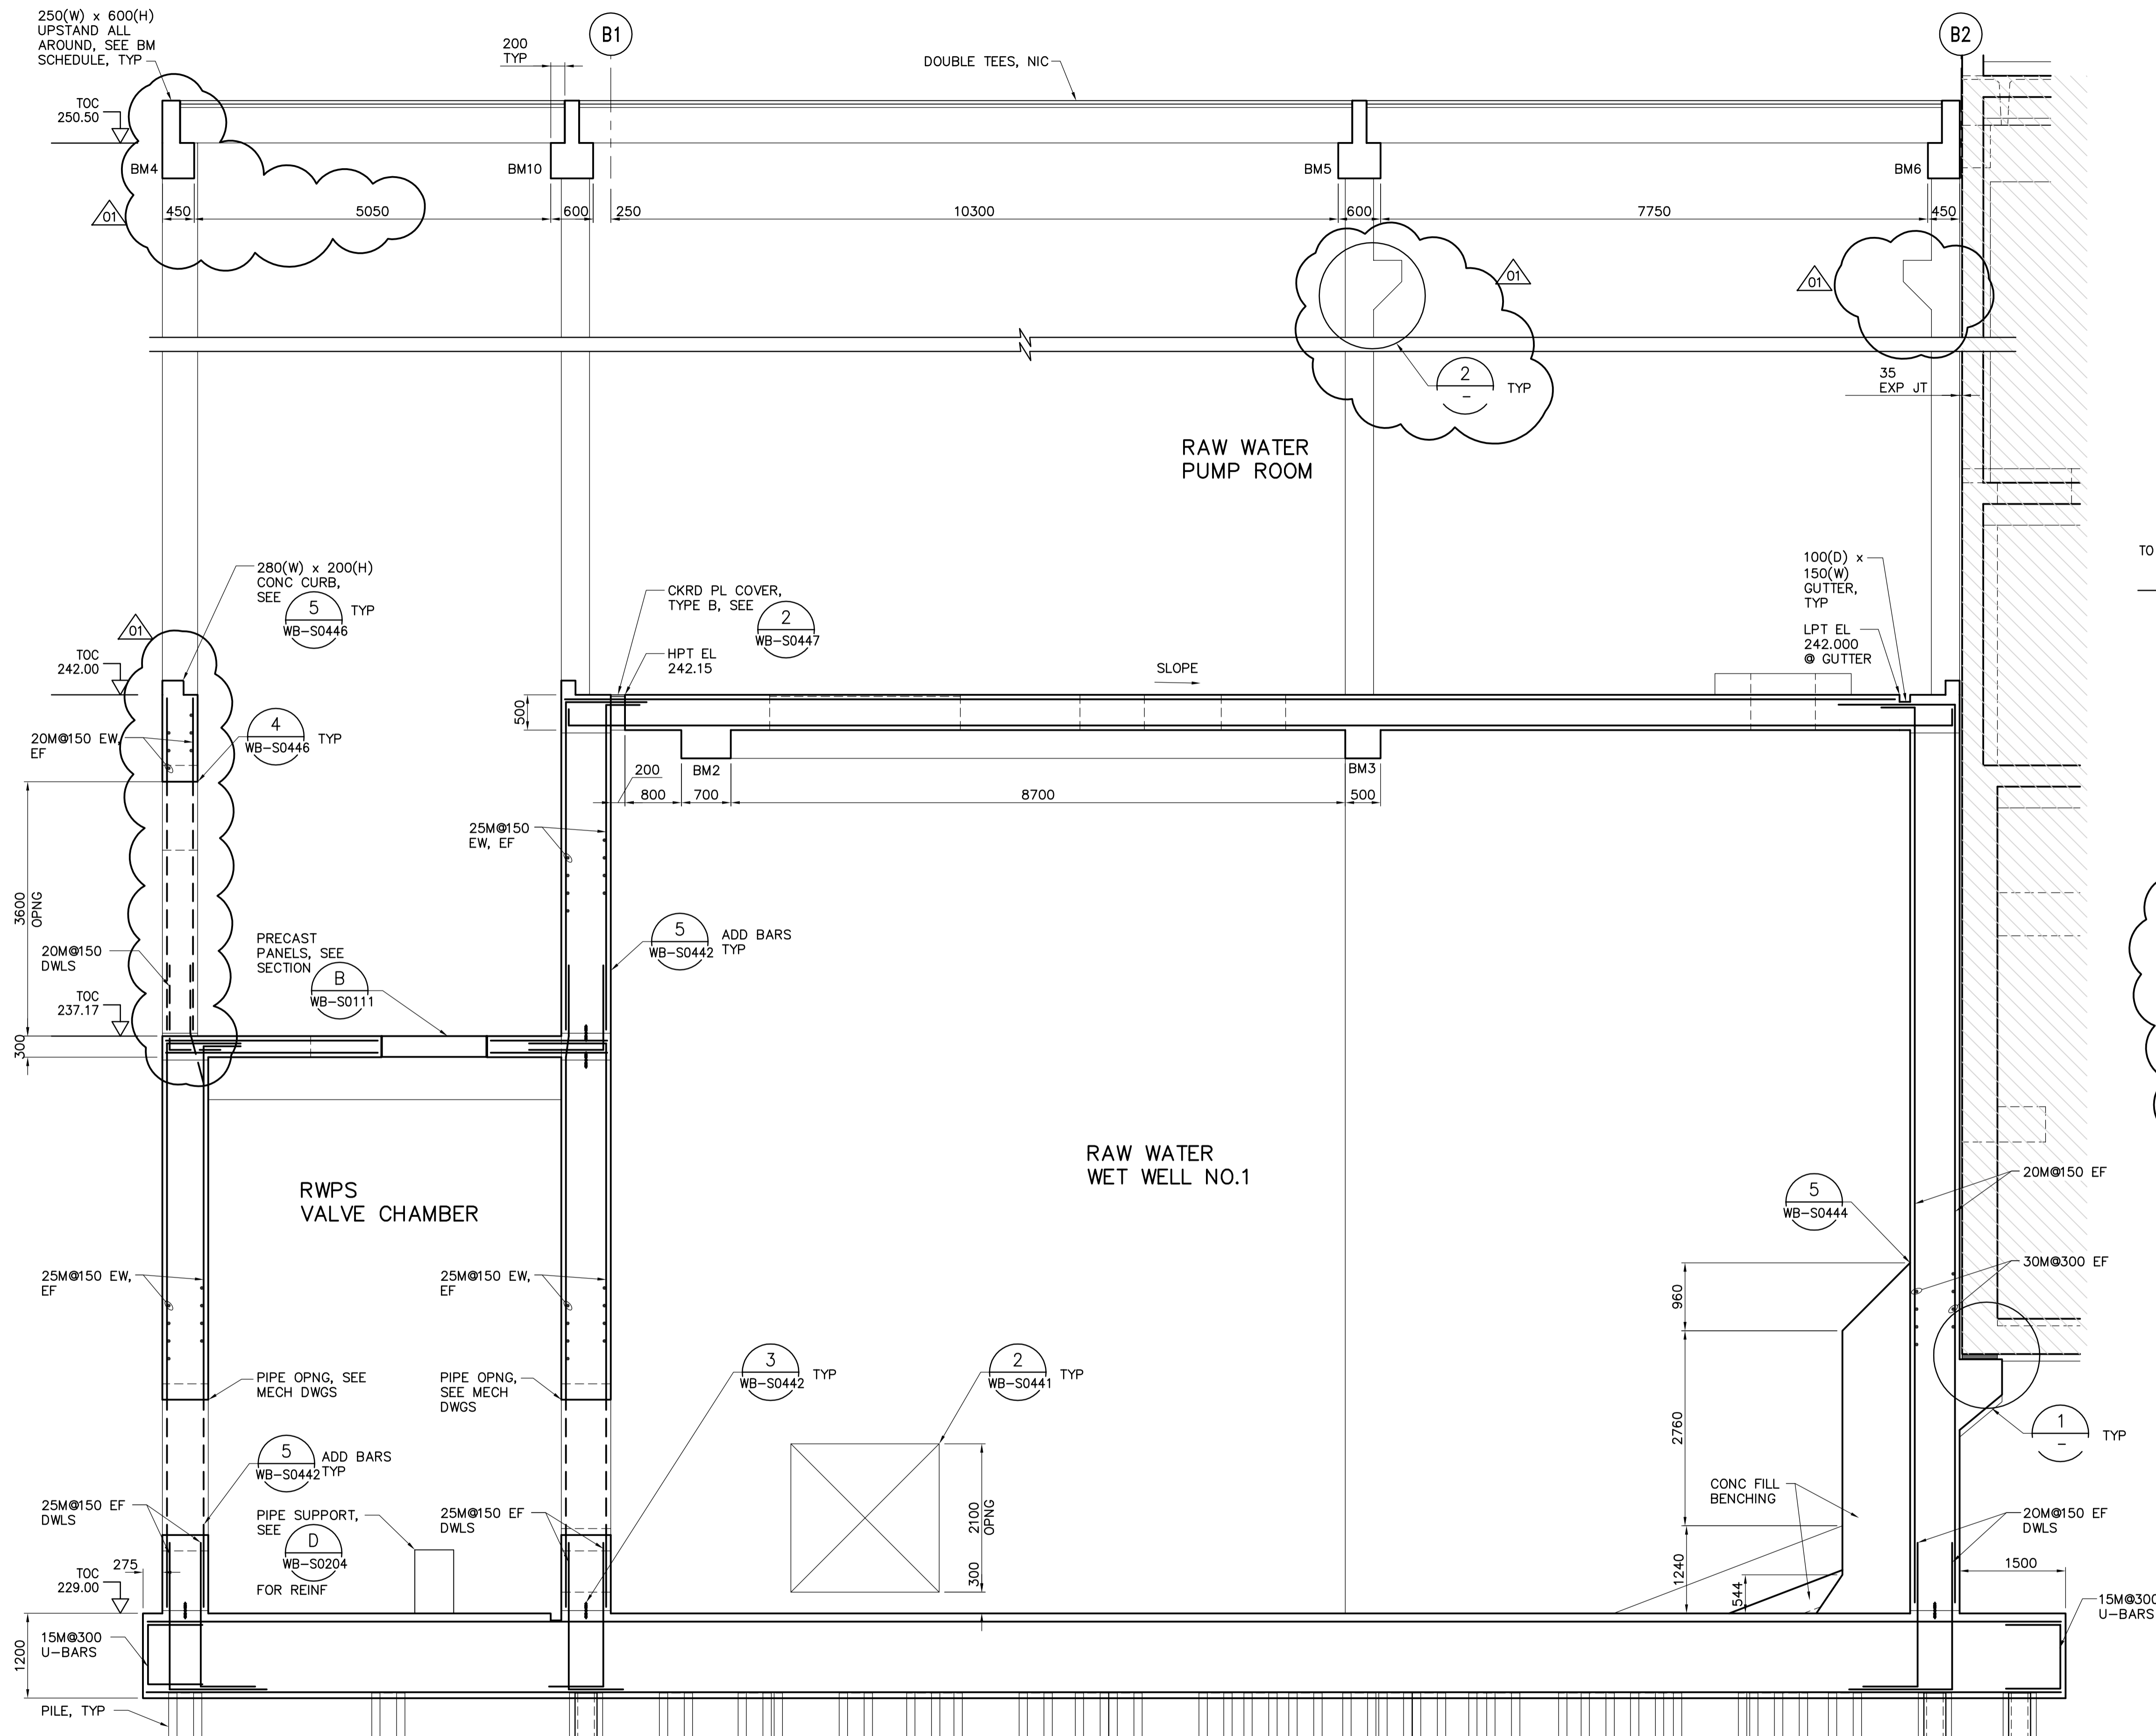 250(W) x 600(H)
UPSTAND ALL
AROUND, SEE BM
SCHEDULE, TYP
200
TYP
B1
DOUBLE TEES, NIC
B2
TOC
250.50
BM4
BM10
BM5
BM6
01
450
5050
600
250
10300
600
7750
450
01
01
2
–
TYP
35
EXP JT
RAW WATER
PUMP ROOM
280(W) x 200(H)
CONC CURB,
SEE
5
WB-S0446
TYP
CKRD PL COVER,
TYPE B, SEE
2
WB-S0447
100(D) x
150(W)
GUTTER,
TYP
TO
01
TOC
242.00
HPT EL
242.15
SLOPE
LPT EL
242.000
@ GUTTER
20M@150 EW,
EF
4
WB-S0446
TYP
500
200
BM2
BM3
800
700
8700
500
25M@150
EW, EF
3600
OPNG
20M@150
DWLS
PRECAST
PANELS, SEE
SECTION
B
WB-S0111
5
WB-S0442
ADD BARS
TYP
TOC
237.17
300
RWPS
VALVE CHAMBER
RAW WATER
WET WELL NO.1
5
WB-S0444
20M@150 EF
25M@150 EW,
EF
25M@150 EW,
EF
960
30M@300 EF
PIPE OPNG, SEE
MECH DWGS
PIPE OPNG,
SEE MECH
DWGS
3
WB-S0442
TYP
2
WB-S0441
TYP
2760
1
–
TYP
5
WB-S0442
ADD BARS
TYP
CONC FILL
BENCHING
25M@150 EF
DWLS
PIPE SUPPORT,
SEE
D
WB-S0204
FOR REINF
25M@150 EF
DWLS
2100
OPNG
300
1240
544
20M@150 EF
DWLS
275
TOC
229.00
1500
1200
15M@300
U-BARS
15M@300
U-BARS
PILE, TYP